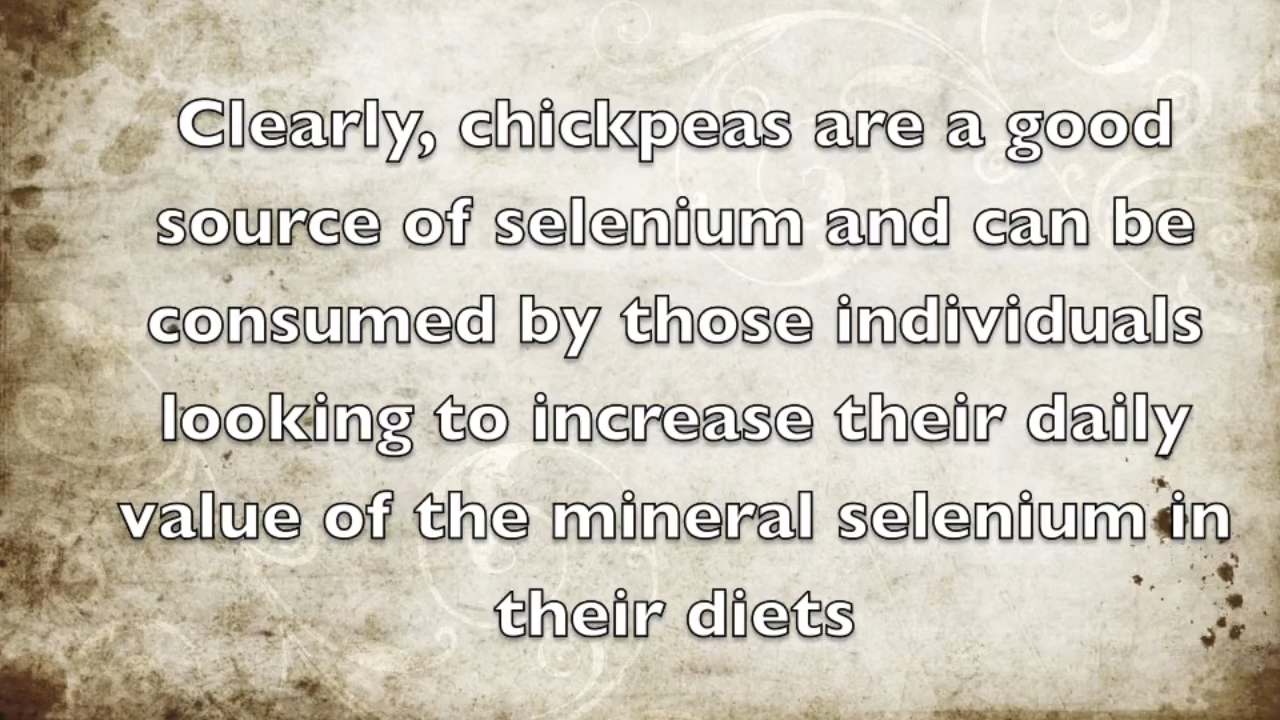 Clearly, chickpeas are a good
source of selenium and can be
consumed by those individuals
looking to increase their daily
value of the mineral selenium in
their diets